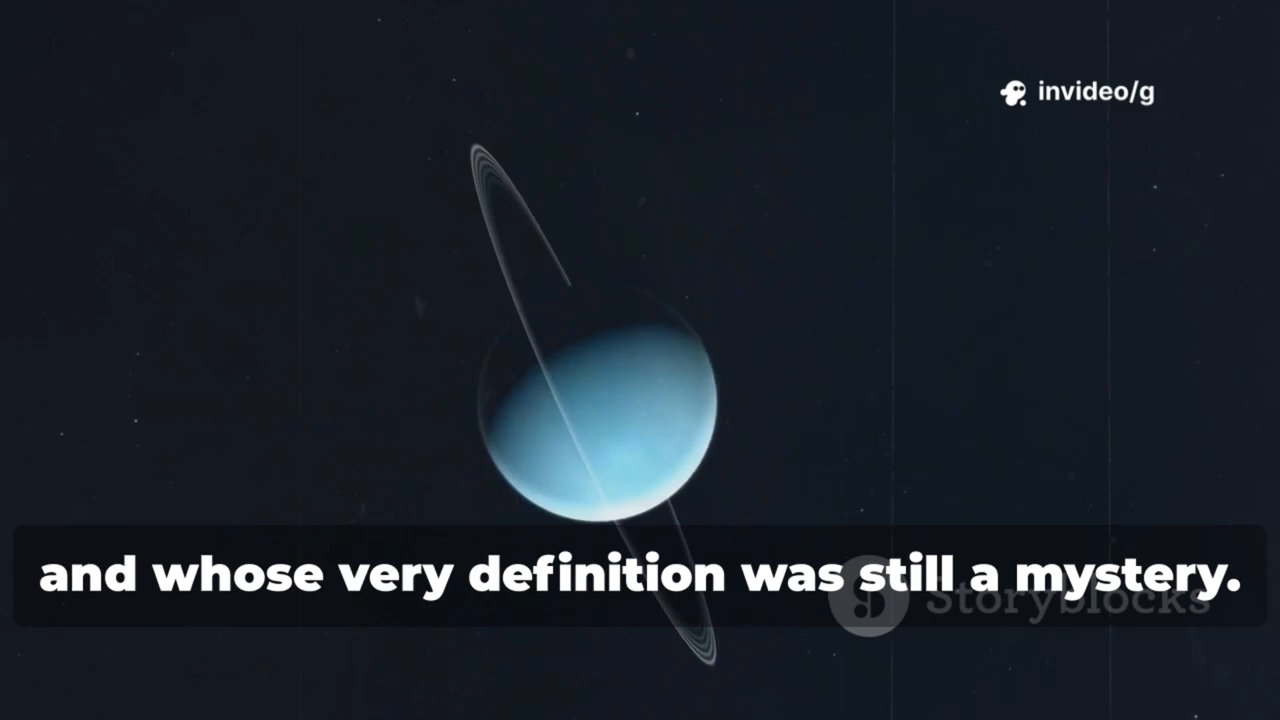 invideo/g
and whose very definition was still a mystery.
Storyblocks